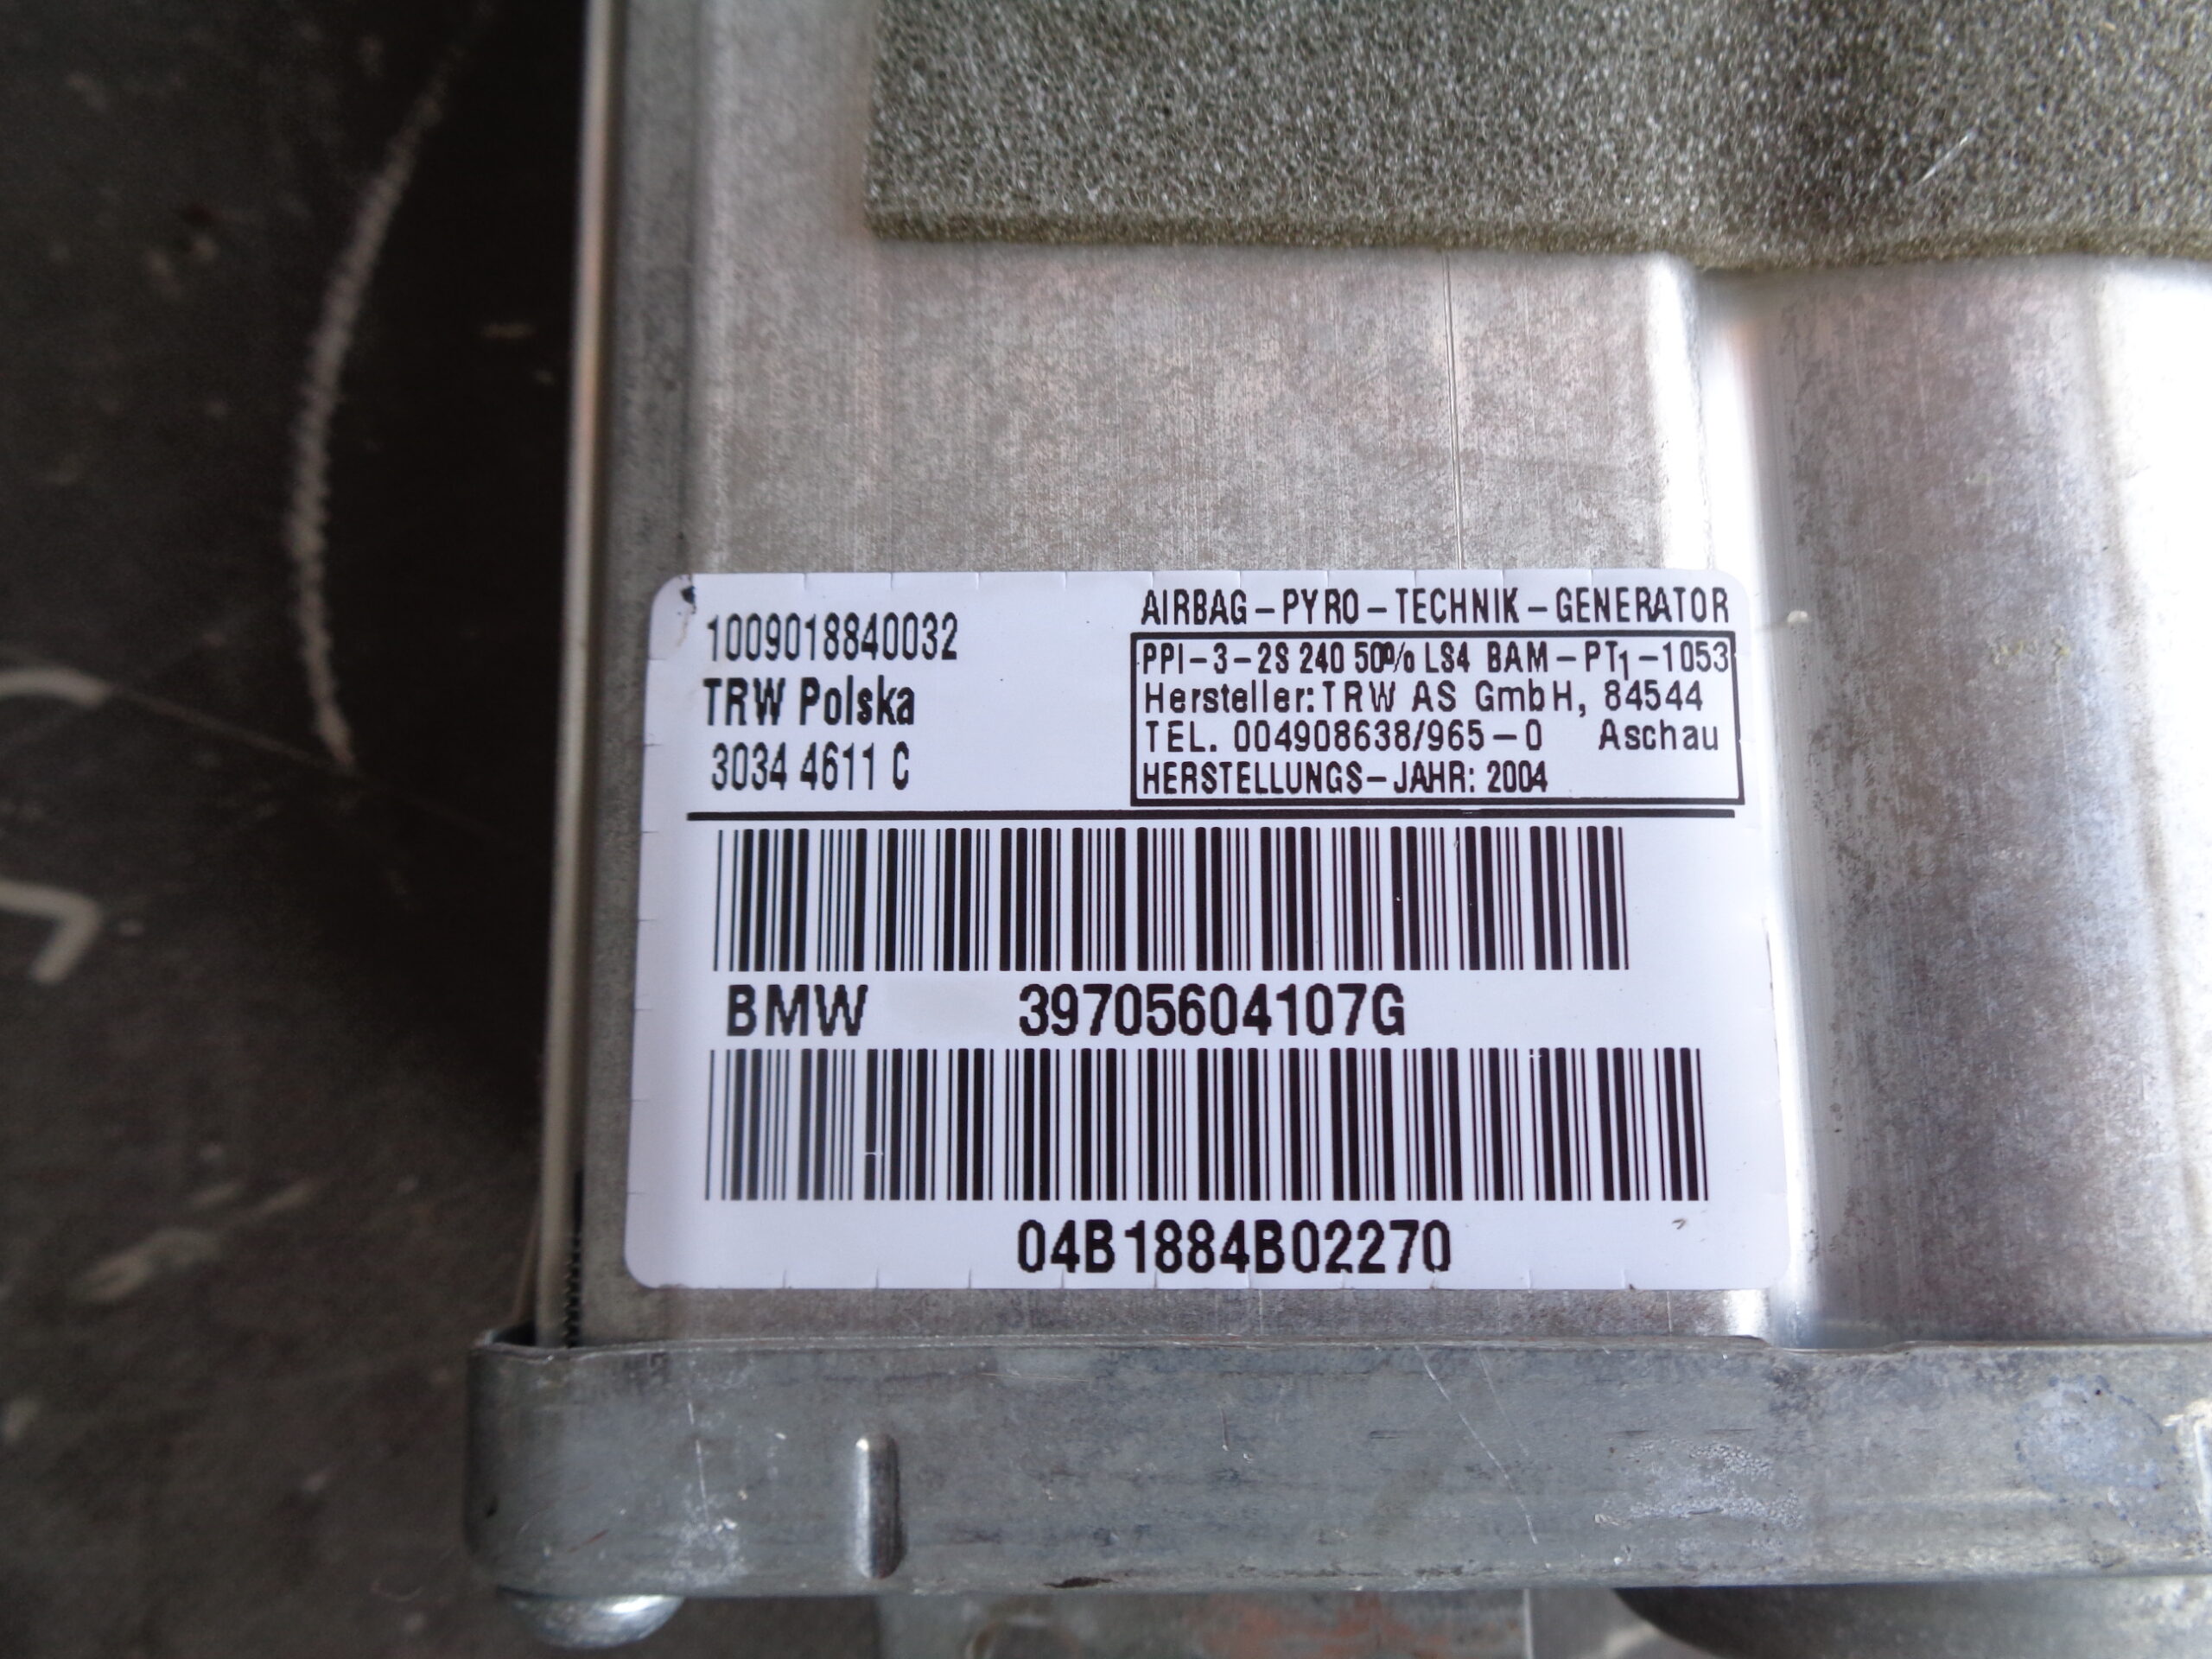 1009018840032
TRW Polska
3034 4611 C
AIRBAG-PYRO-TECHNIK-GENERATOR
PPI-3-2S 240 50% LS4 BAM-PT1-1053
Hersteller: TRW AS GmbH, 84544
TEL. 004908638/965-0 Aschau
HERSTELLUNGS-JAHR: 2004
BMW 39705604107G
04B1884B02270